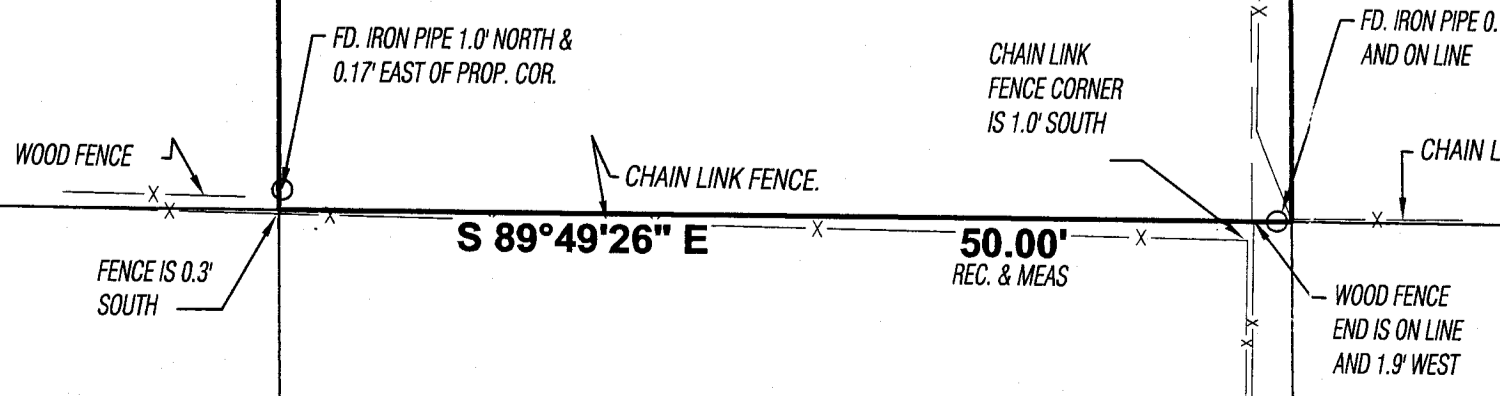 FD. IRON PIPE 1.0' NORTH &
0.17' EAST OF PROP. COR.
WOOD FENCE
CHAIN LINK FENCE.
FENCE IS 0.3'
SOUTH
S 89°49'26" E
50.00'
REC. & MEAS
CHAIN LINK
FENCE CORNER
IS 1.0' SOUTH
FD. IRON PIPE 0.
AND ON LINE
CHAIN L
WOOD FENCE
END IS ON LINE
AND 1.9' WEST